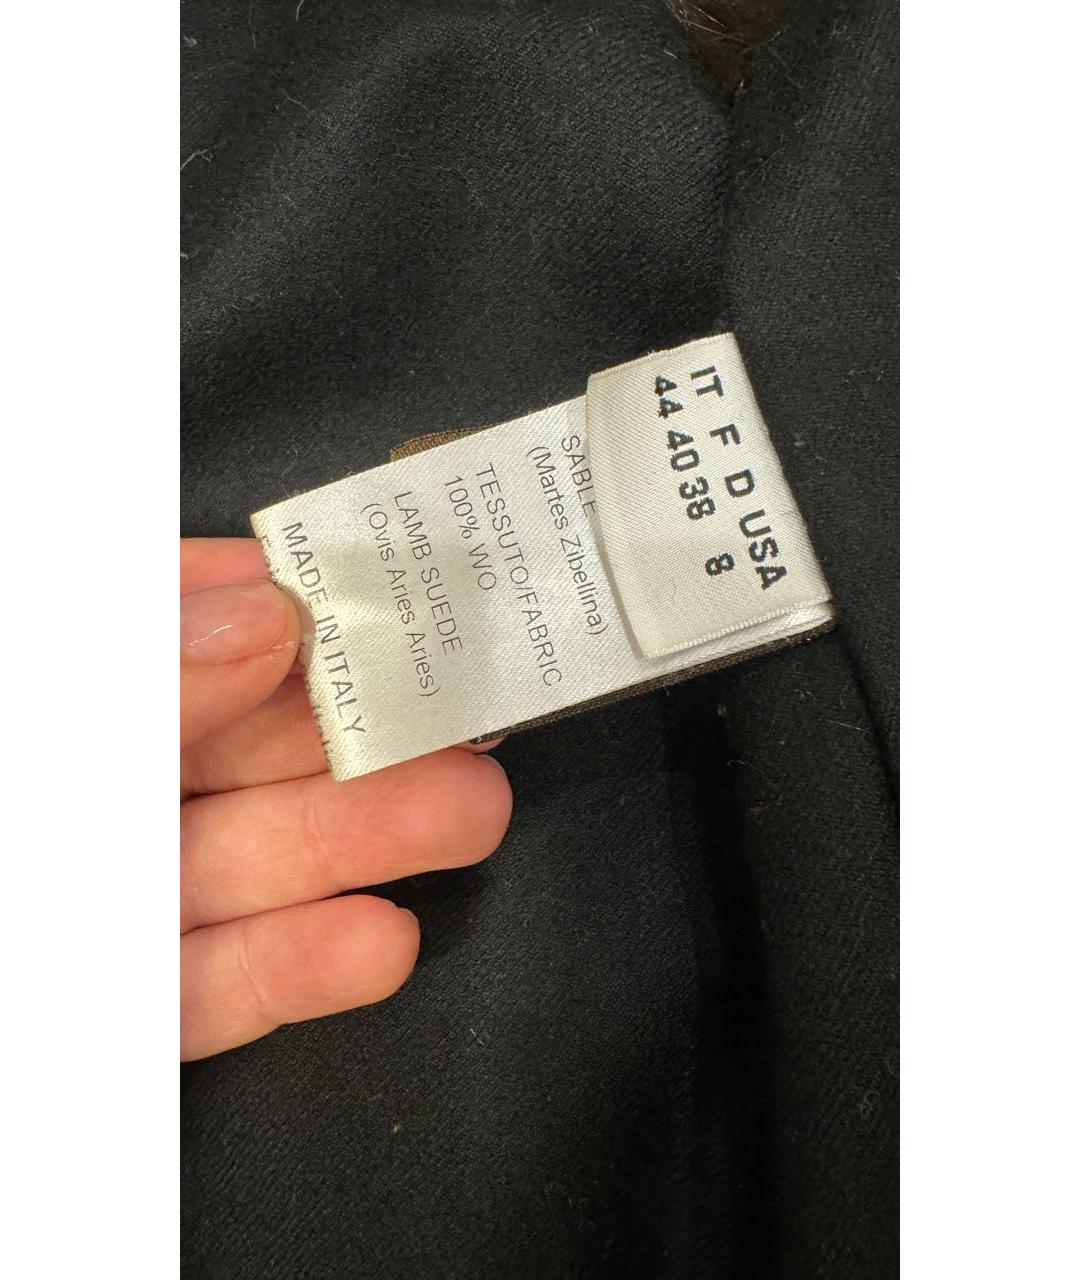 IT F D USA
44 40 38 8
SABLE
(Martes Zibellina)
TESSUTO/FABRIC
100% WO
LAMB SUEDE
(Ovis Aries Aries)
MADE IN ITALY